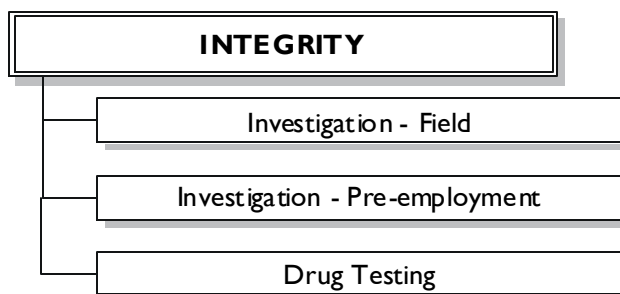 INTEGRITY
Investigation - Field
Investigation - Pre-employment
Drug Testing